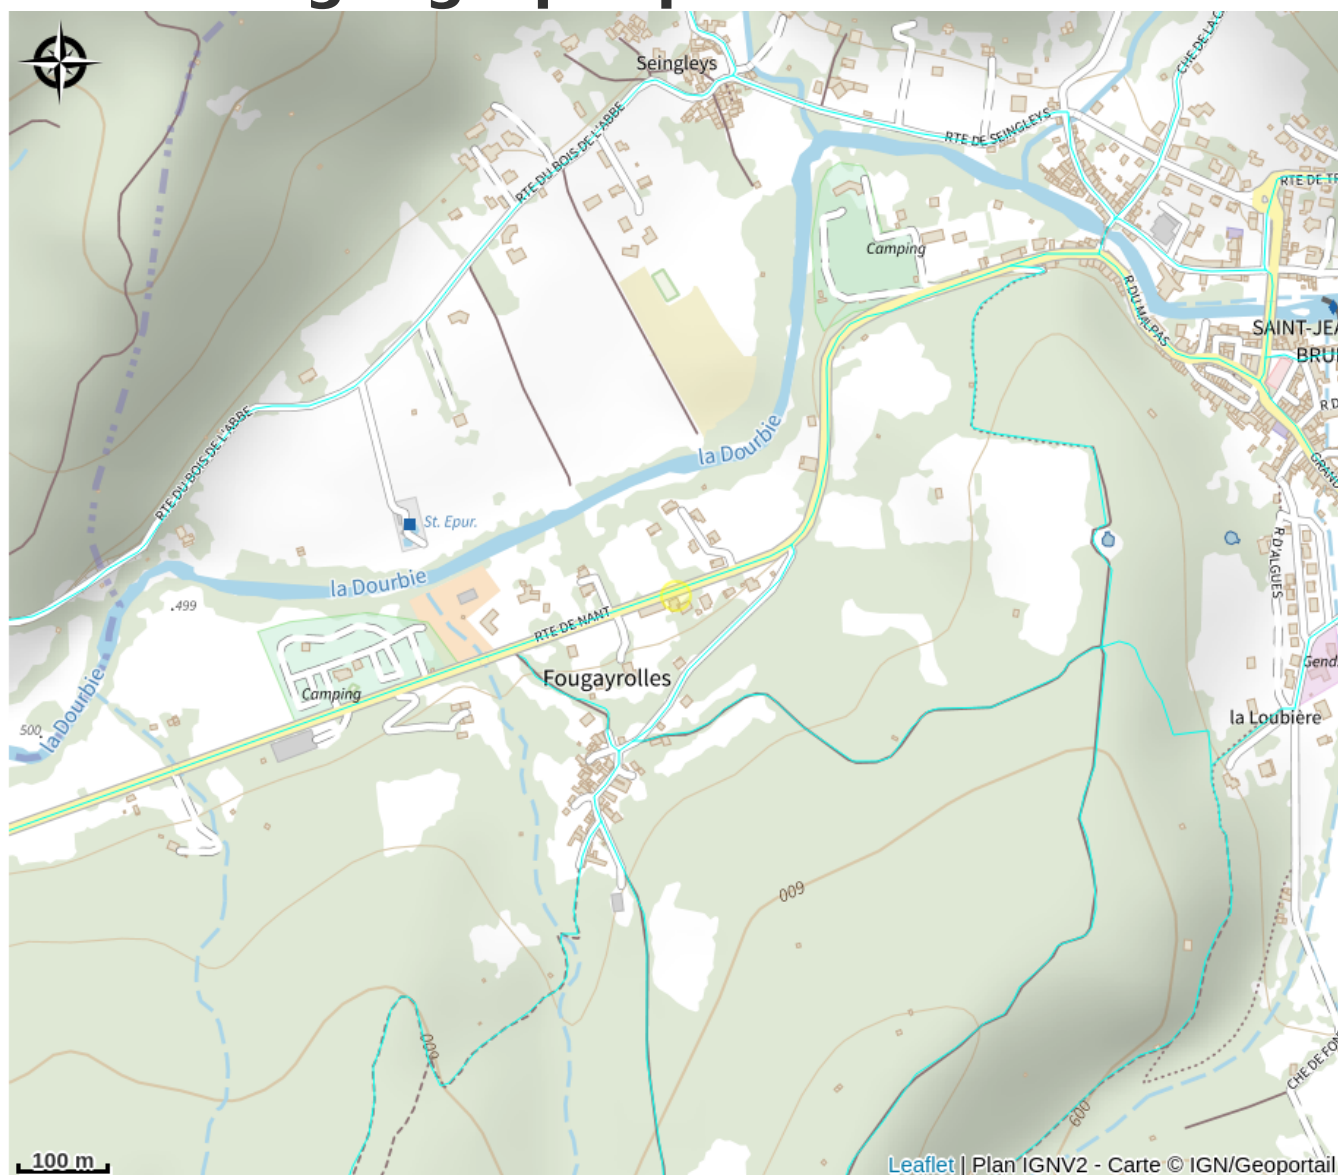 Seingleys
CHE DE LA C
RTE DE SEINGLEYS
RTE DU BOIS DE L'ABBE
RTE DE TR
Camping
R DU MALPAS
SAINT-JEA
BRUE
R D
la Dourbie
RTE DU BOIS DE L'ABBE
GRAND
St. Epur.
R D'ALGUES
la Dourbie
.499
RTE DE NANT
Fougayrolles
Gend
Camping
la Dourbie
500.
la Loubière
600
600
CHE DE FON
600
100 m
Leaflet | Plan IGNV2 - Carte © IGN/Geoportail